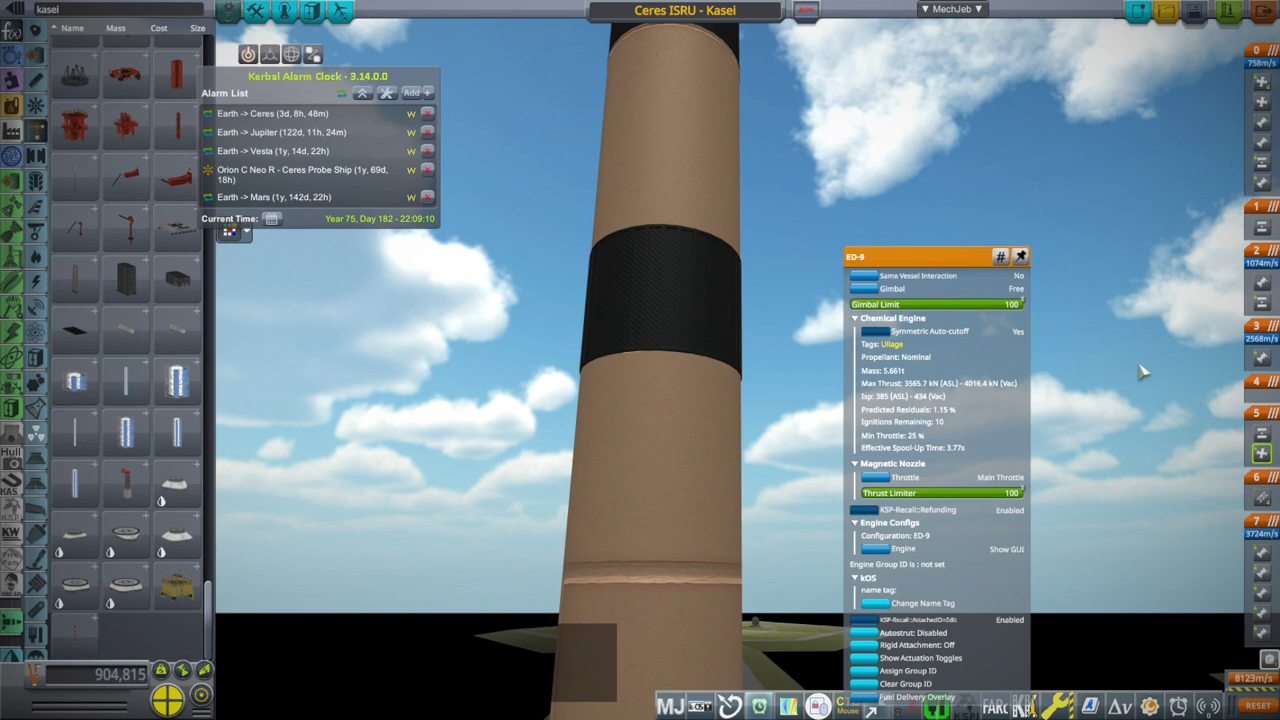 kasei
Ceres ISRU - Kasei
▼ MechJeb ▼
Name Mass Cost Size
Kerbal Alarm Clock - 3.14.0.0
Alarm List
Add +
Earth -> Ceres (3d, 8h, 48m) W
Earth -> Jupiter (122d, 11h, 24m) W
Earth -> Vesta (1y, 14d, 22h) W
Orion C Neo R - Ceres Probe Ship (1y, 69d, W
18h)
Earth -> Mars (1y, 142d, 22h) W
Current Time: Year 75, Day 182 - 22:09:10
f(x)
Hull
KAS
KSPI
KW
904,815
ED-9 #
Same Vessel Interaction No
Gimbal Free
Gimbal Limit 100
▼ Chemical Engine
Symmetric Auto-cutoff Yes
Tags: Ullage
Propellant: Nominal
Mass: 5.661t
Max Thrust: 3565.7 kN (ASL) - 4016.4 kN (Vac)
Isp: 385 (ASL) - 434 (Vac)
Predicted Residuals: 1.15 %
Ignitions Remaining: 10
Min Throttle: 25 %
Effective Spool-Up Time: 3.77s
▼ Magnetic Nozzle
Throttle Main Throttle
Thrust Limiter 100
KSP-Recall::Refunding Enabled
▼ Engine Configs
Configuration: ED-9
Engine Show GUI
Engine Group ID is : not set
▼ kOS
name tag:
Change Name Tag
KSP-Recall::AttachedOnEdit Enabled
Autostrut: Disabled
Rigid Attachment: Off
Show Actuation Toggles
Assign Group ID
Clear Group ID
Fuel Delivery Overlay
0
758m/s
1
2
1074m/s
3
2568m/s
4
5
6
7
3724m/s
8123m/s
RESET
MJ
Mouse
FAR
Δv